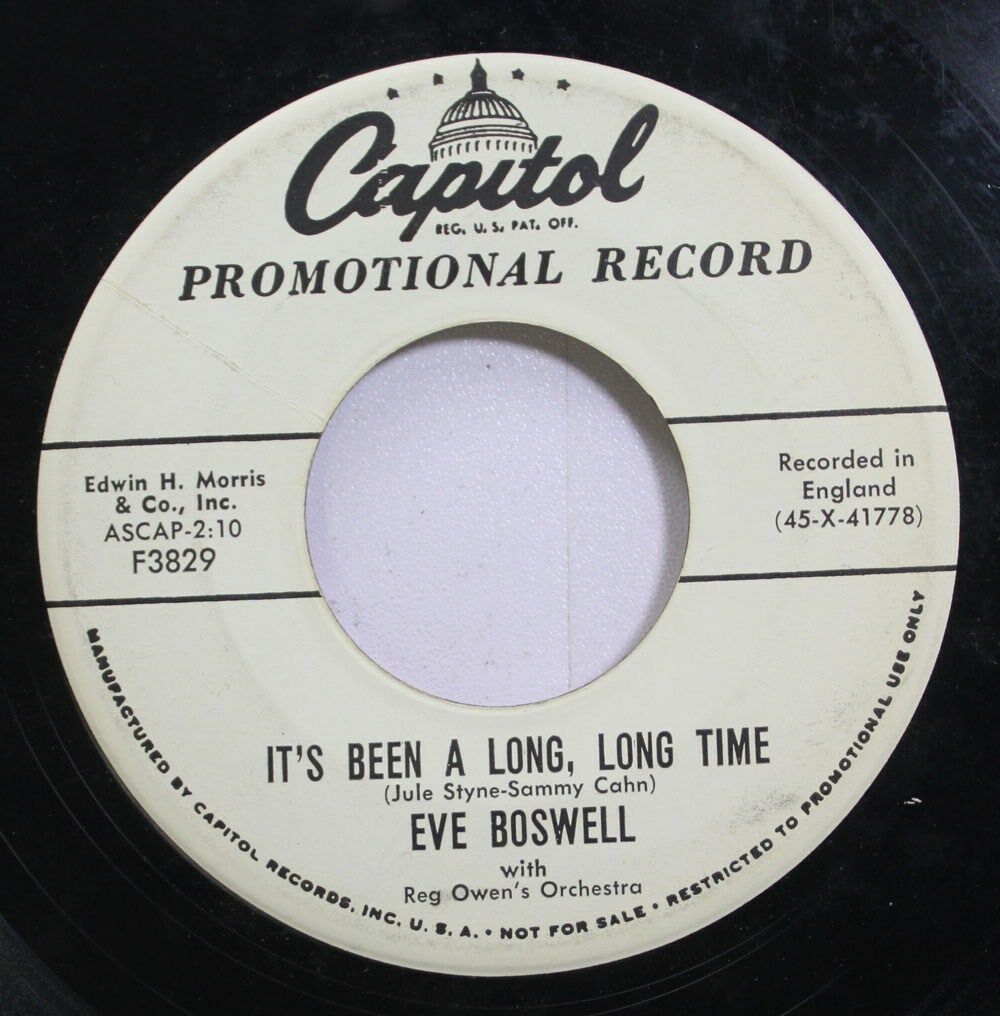 Capitol
REG. U. S. PAT. OFF.
PROMOTIONAL RECORD
Edwin H. Morris
& Co., Inc.
ASCAP-2:10
F3829
Recorded in
England
(45-X-41778)
IT'S BEEN A LONG, LONG TIME
(Jule Styne-Sammy Cahn)
EVE BOSWELL
with
Reg Owen's Orchestra
MANUFACTURED BY CAPITOL RECORDS, INC. U. S. A. • NOT FOR SALE • RESTRICTED TO PROMOTIONAL USE ONLY